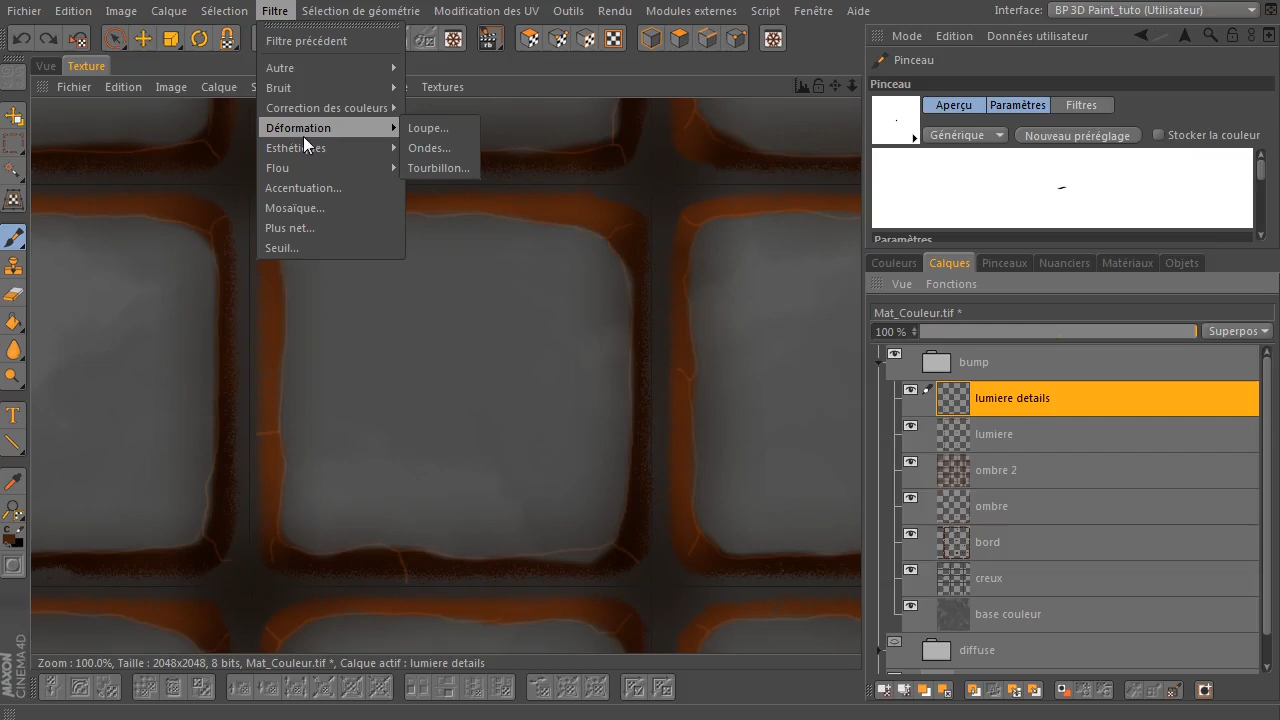 Fichier Edition Image Calque Sélection Filtre Sélection de géométrie Modification des UV Outils Rendu Modules externes Script Fenêtre Aide Interface: BP 3D Paint_tuto (Utilisateur)
Filtre précédent
Autre
Bruit
Correction des couleurs
Déformation
Esthétiques
Flou
Accentuation...
Mosaïque...
Plus net...
Seuil...
Loupe...
Ondes...
Tourbillon...
Vue Texture
Fichier Edition Image Calque Textures
Mode Edition Données utilisateur
Pinceau
Pinceau
Aperçu Paramètres Filtres
Générique Nouveau préréglage Stocker la couleur
Paramètres
Couleurs Calques Pinceaux Nuanciers Matériaux Objets
Vue Fonctions
Mat_Couleur.tif *
100 % Superpos
bump
lumiere details
lumiere
ombre 2
ombre
bord
creux
base couleur
diffuse
C
Zoom : 100.0%, Taille : 2048x2048, 8 bits, Mat_Couleur.tif *, Calque actif : lumiere details
MAXON
CINEMA 4D